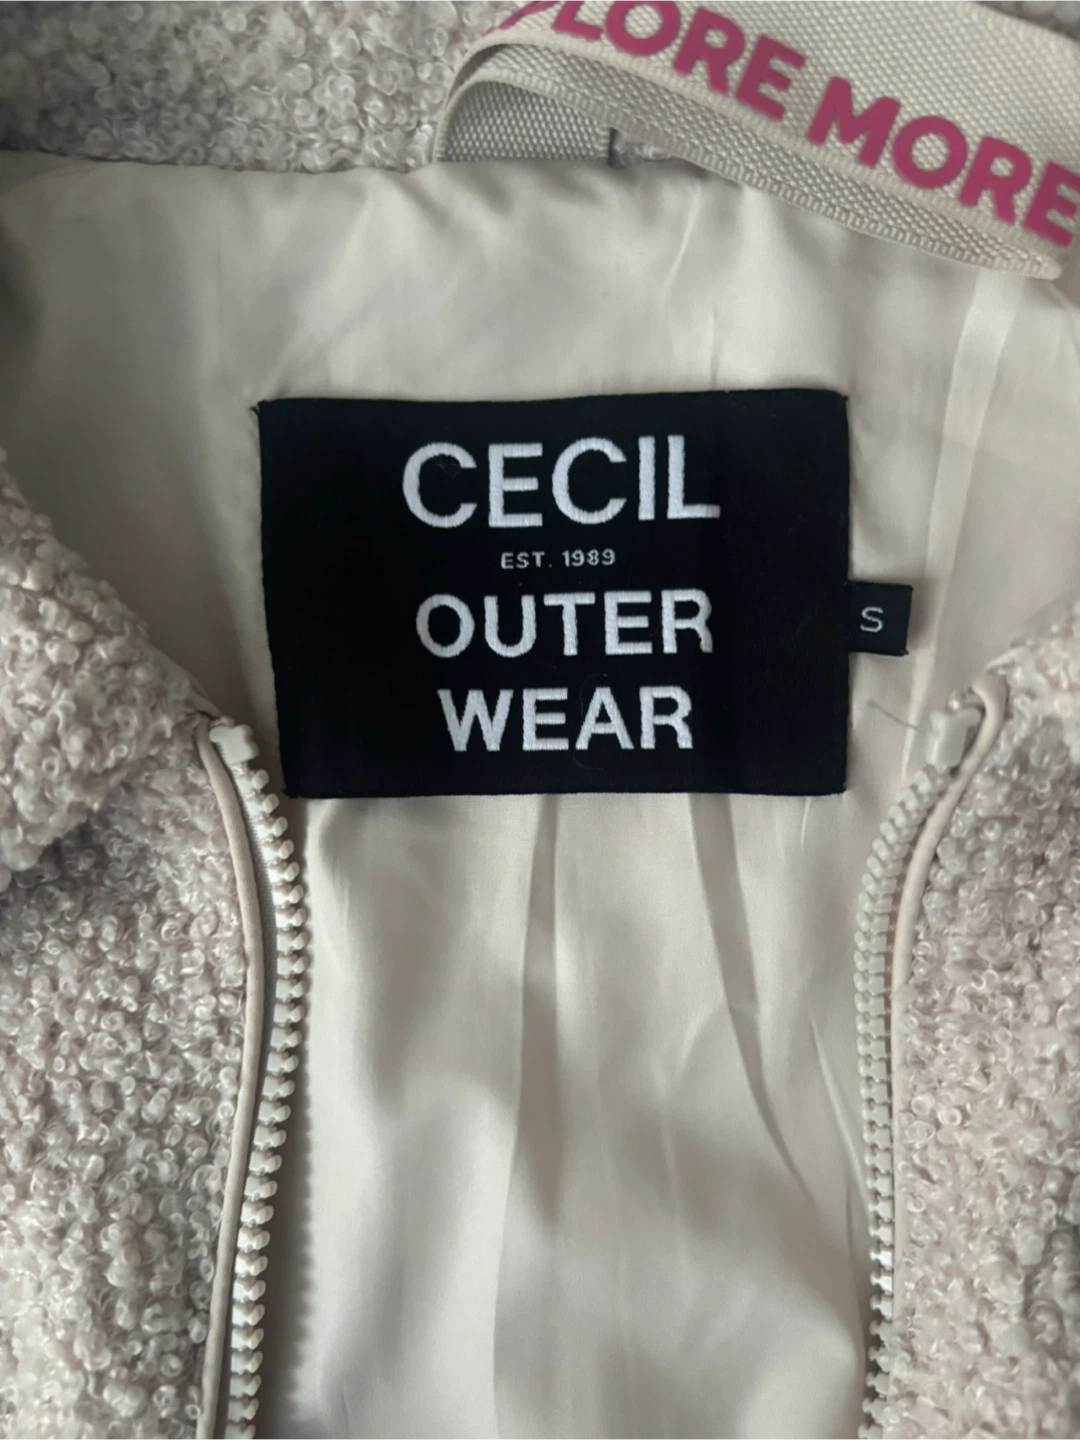 PLORE MORE
CECIL
EST. 1989
OUTER
WEAR
S